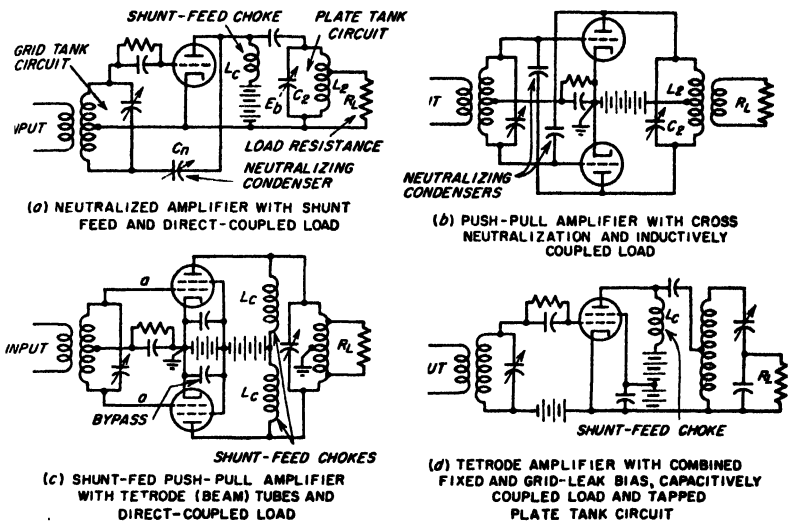 SHUNT-FEED CHOKE
PLATE TANK
CIRCUIT
GRID TANK
CIRCUIT
Lc
Eb
C2
L2
RL
LOAD RESISTANCE
Cn
NEUTRALIZING
CONDENSER
(a) NEUTRALIZED AMPLIFIER WITH SHUNT
FEED AND DIRECT-COUPLED LOAD
L2
C2
RL
NEUTRALIZING
CONDENSERS
(b) PUSH-PULL AMPLIFIER WITH CROSS
NEUTRALIZATION AND INDUCTIVELY
COUPLED LOAD
a
Lc
INPUT
RL
a
Lc
BYPASS
SHUNT-FEED CHOKES
(c) SHUNT-FED PUSH-PULL AMPLIFIER
WITH TETRODE (BEAM) TUBES AND
DIRECT-COUPLED LOAD
Lc
RL
SHUNT-FEED CHOKE
(d) TETRODE AMPLIFIER WITH COMBINED
FIXED AND GRID-LEAK BIAS, CAPACITIVELY
COUPLED LOAD AND TAPPED
PLATE TANK CIRCUIT